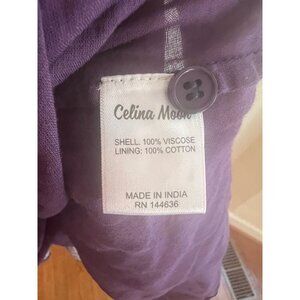 Celina Moon
SHELL: 100% VISCOSE
LINING: 100% COTTON
MADE IN INDIA
RN 144636